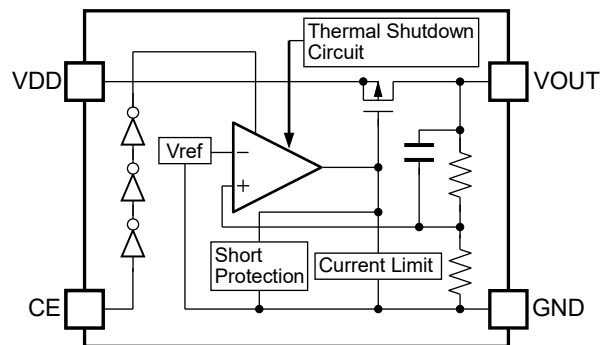 Thermal Shutdown
Circuit
VDD
VOUT
Vref
−
+
Short
Protection
Current Limit
CE
GND